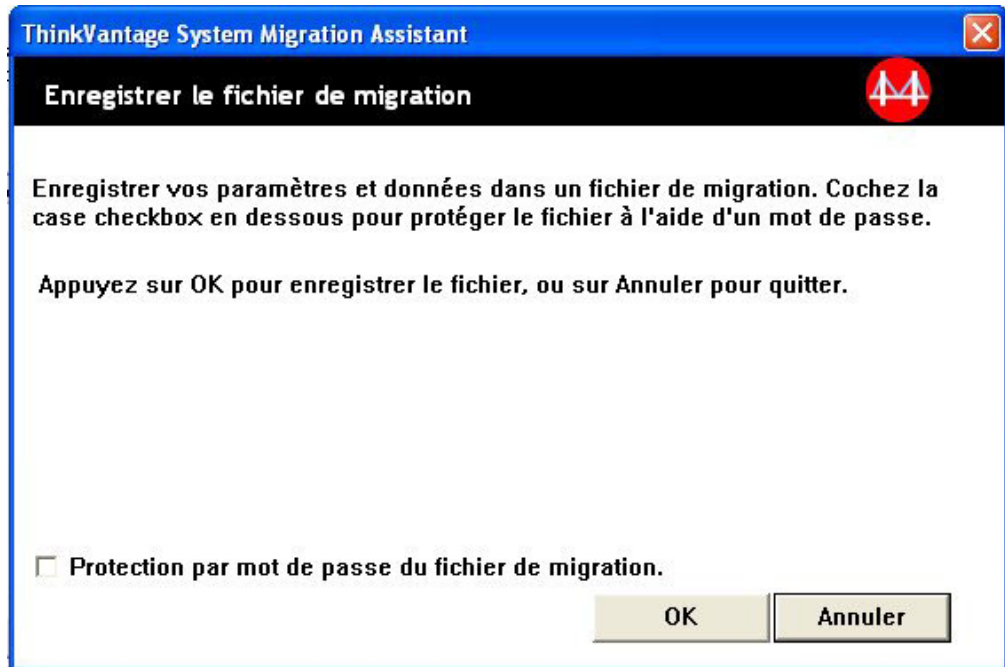 ThinkVantage System Migration Assistant
Enregistrer le fichier de migration
Enregistrer vos paramètres et données dans un fichier de migration. Cochez la
case checkbox en dessous pour protéger le fichier à l'aide d'un mot de passe.
Appuyez sur OK pour enregistrer le fichier, ou sur Annuler pour quitter.
Protection par mot de passe du fichier de migration.
OK
Annuler